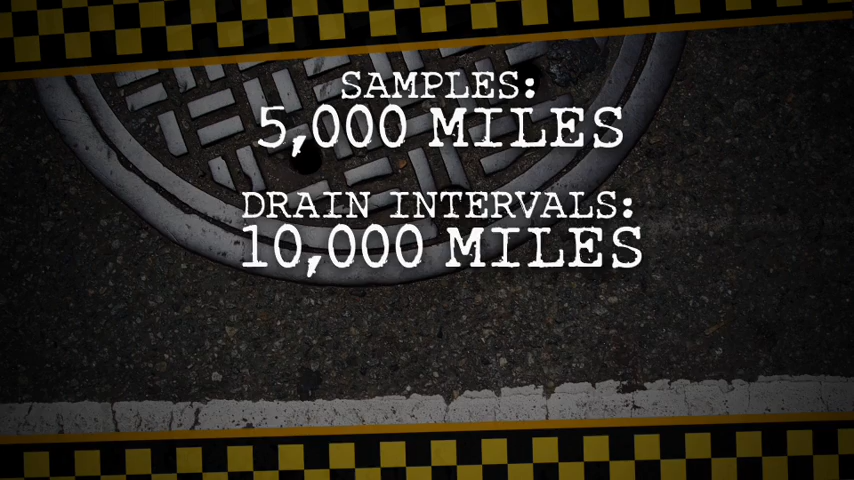 SAMPLES:
5,000 MILES
DRAIN INTERVALS:
10,000 MILES